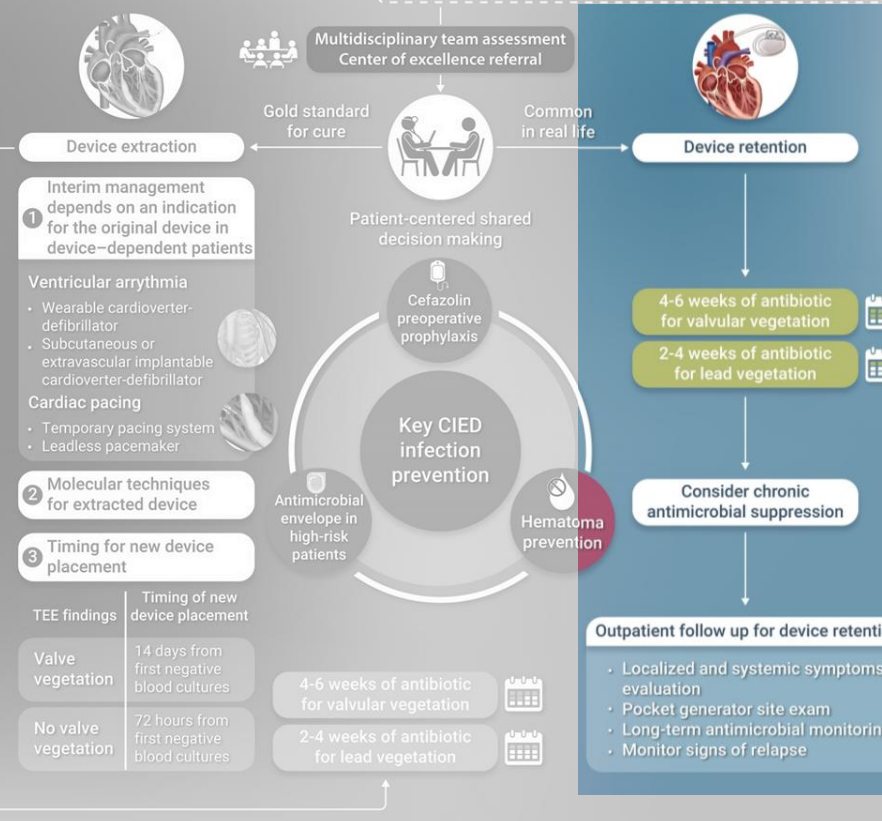 Multidisciplinary team assessment
Center of excellence referral
Gold standard
for cure
Common
in real life
Device extraction
Device retention
Patient-centered shared
decision making
1
Interim management
depends on an indication
for the original device in
device–dependent patients
Ventricular arrythmia
• Wearable cardioverter-
defibrillator
• Subcutaneous or
extravascular implantable
cardioverter-defibrillator
Cardiac pacing
• Temporary pacing system
• Leadless pacemaker
2
Molecular techniques
for extracted device
3
Timing for new device
placement
TEE findings
Timing of new
device placement
Valve
vegetation
14 days from
first negative
blood cultures
No valve
vegetation
72 hours from
first negative
blood cultures
Cefazolin
preoperative
prophylaxis
Key CIED
infection
prevention
Antimicrobial
envelope in
high-risk
patients
Hematoma
prevention
4-6 weeks of antibiotic
for valvular vegetation
2-4 weeks of antibiotic
for lead vegetation
4-6 weeks of antibiotic
for valvular vegetation
2-4 weeks of antibiotic
for lead vegetation
Consider chronic
antimicrobial suppression
Outpatient follow up for device retenti
• Localized and systemic symptoms
evaluation
• Pocket generator site exam
• Long-term antimicrobial monitorin
• Monitor signs of relapse